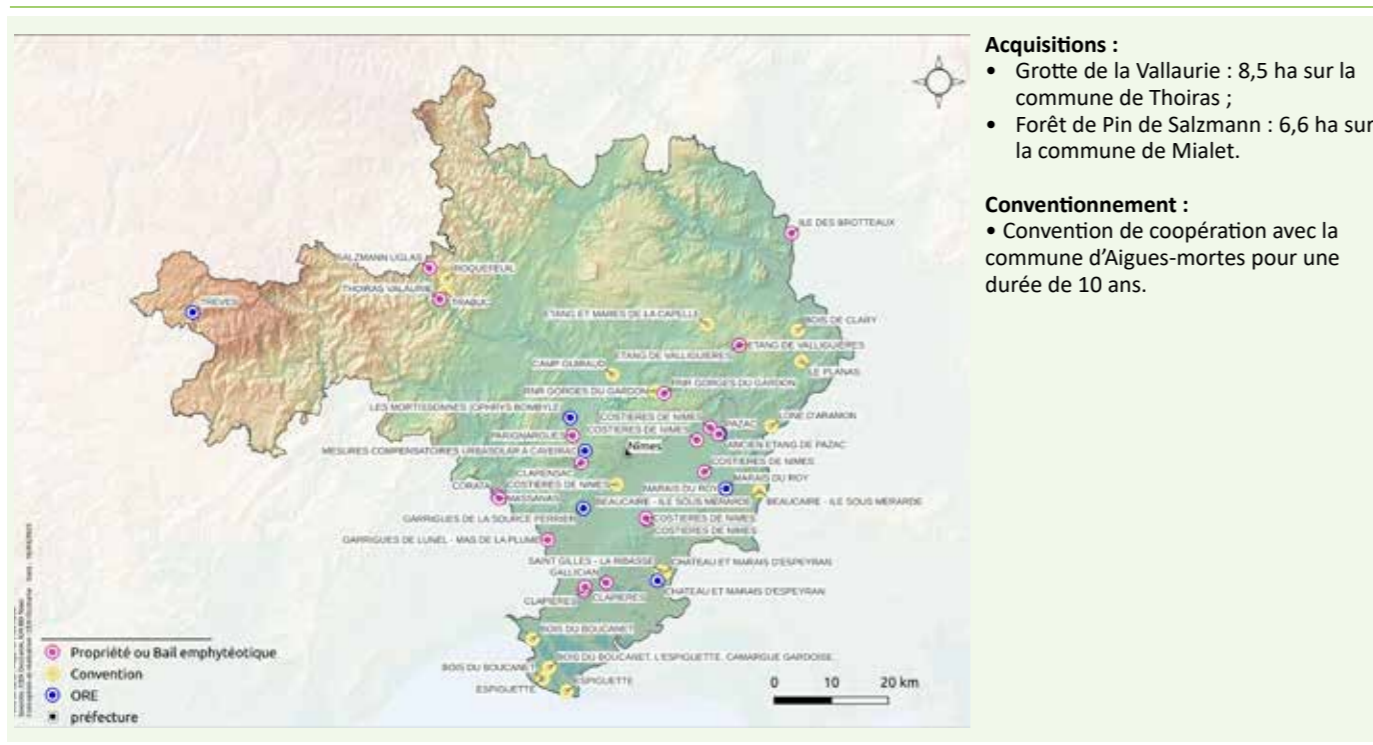 Acquisitions :
• Grotte de la Vallaurie : 8,5 ha sur la
commune de Thoiras ;
• Forêt de Pin de Salzmann : 6,6 ha sur
la commune de Mialet.
Conventionnement :
• Convention de coopération avec la
commune d’Aigues-mortes pour une
durée de 10 ans.
ILE DES BROTTEAUX
SALZMANN UGLAS
ROQUEFEUIL
THOIRAS VALAURIE
TRABUC
TREVES
ETANG ET MARES DE LA CAPELLE
BOIS DE CLARY
ETANG DE VALLIGUIERES
ETANG DE VALLIGUIÈRES
LE PLANAS
CAMP GUIRAUD
RNR GORGES DU GARDON
RNR GORGES DU GARDON
LES MORTISSONNES (OPHRYS BOMBYLE)
COSTIERES DE NIMES
PAZAC
LONE D'ARAMON
PARIGNARGUES
COSTIERES DE NIMES
ANCIEN ETANG DE PAZAC
MESURES COMPENSATOIRES URBASOLAR À CAVEIRAC
Nîmes
CLARENSAC
COSTIERES DE NIMES
MARAIS DU ROY
COSTIERES DE NIMES
MARAIS DU ROY
MASSANAS
BEAUCAIRE - ILE SOUS MERARDE
BEAUCAIRE - ILE SOUS MERARDE
GARRIGUES DE LA SOURCE PERRIER
COSTIERES DE NIMES
COSTIERES DE NIMES
GARRIGUES DE LUNEL - MAS DE LA PLUME
SAINT GILLES - LA RIBASSE
CHATEAU ET MARAIS D'ESPEYRAN
GALLICIAN
CHATEAU ET MARAIS D'ESPEYRAN
CLAPIERES
CLAPIERES
BOIS DU BOUCANET
BOIS DU BOUCANET, L'ESPIGUETTE, CAMARGUE GARDOISE...
BOIS DU BOUCANET
ESPIGUETTE
ESPIGUETTE
Propriété ou Bail emphytéotique
Convention
ORE
préfecture
0 10 20 km